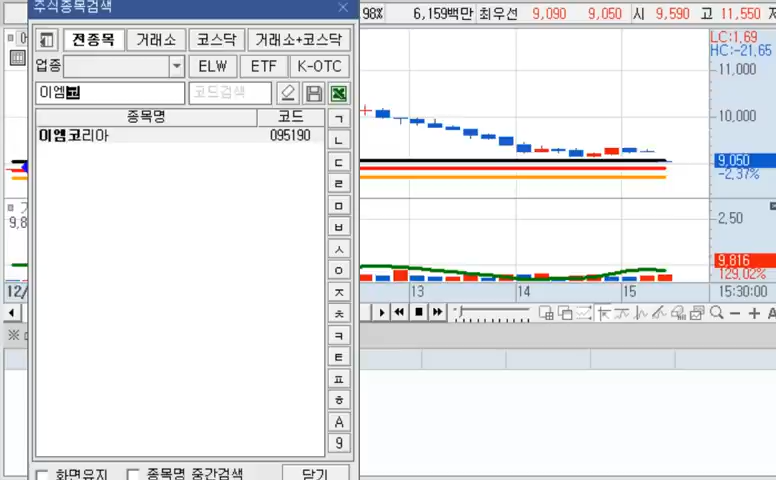 주식종목검색
98% 6,159백만 최우선 9,090 9,050 시 9,590 고 11,550
전종목 거래소 코스닥 거래소+코스닥
업종 ELW ETF K-OTC
이엠코 코드검색
종목명 코드
이엠코리아 095190
ㄱ
ㄴ
ㄷ
ㄹ
ㅁ
ㅂ
ㅅ
ㅇ
ㅈ
ㅊ
ㅋ
ㅌ
ㅍ
ㅎ
A
9
화면유지 종목명 중간검색 닫기
LC:1,69
HC:-21,65
11,000
10,000
9,050
-2,37%
2,50
9,816
129,02%
9,8
12/ 13 14 15 15:30:00